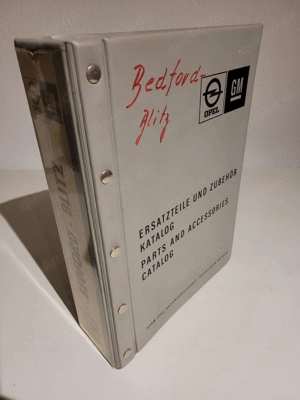 Bedford-
Blitz
OPEL
GM
ERSATZTEILE UND ZUBEHÖR
KATALOG
PARTS AND ACCESSORIES
CATALOG